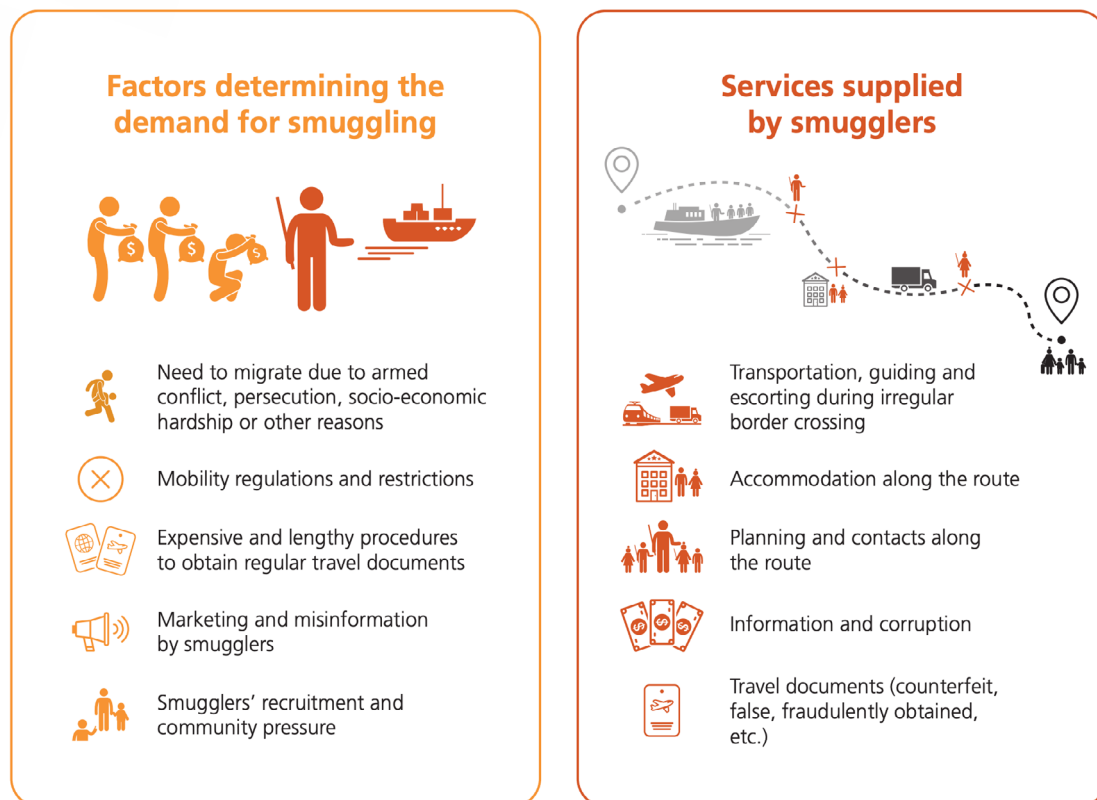 Factors determining the
demand for smuggling
$
$
$
Need to migrate due to armed
conflict, persecution, socio-economic
hardship or other reasons
Mobility regulations and restrictions
Expensive and lengthy procedures
to obtain regular travel documents
Marketing and misinformation
by smugglers
Smugglers’ recruitment and
community pressure
Services supplied
by smugglers
Transportation, guiding and
escorting during irregular
border crossing
Accommodation along the route
Planning and contacts along
the route
$
$
$
Information and corruption
Travel documents (counterfeit,
false, fraudulently obtained,
etc.)